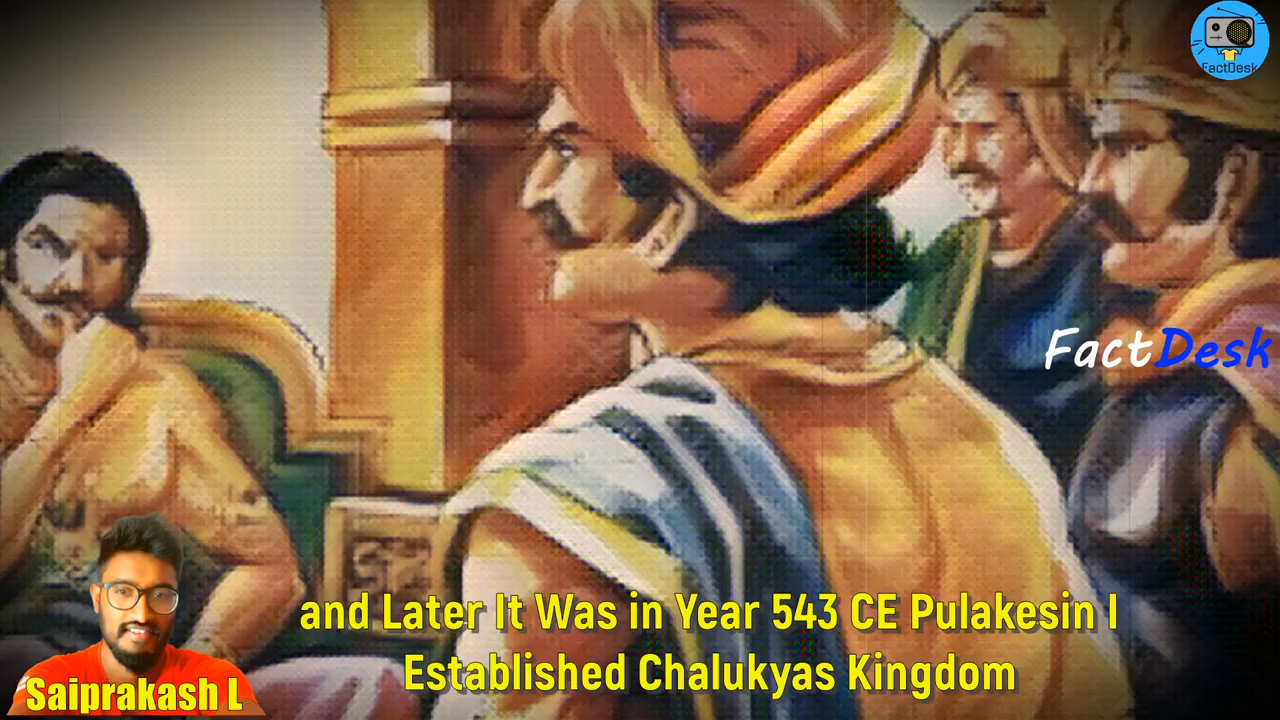 FactDesk
FactDesk
and Later It Was in Year 543 CE Pulakesin I
Established Chalukyas Kingdom
Saiprakash L